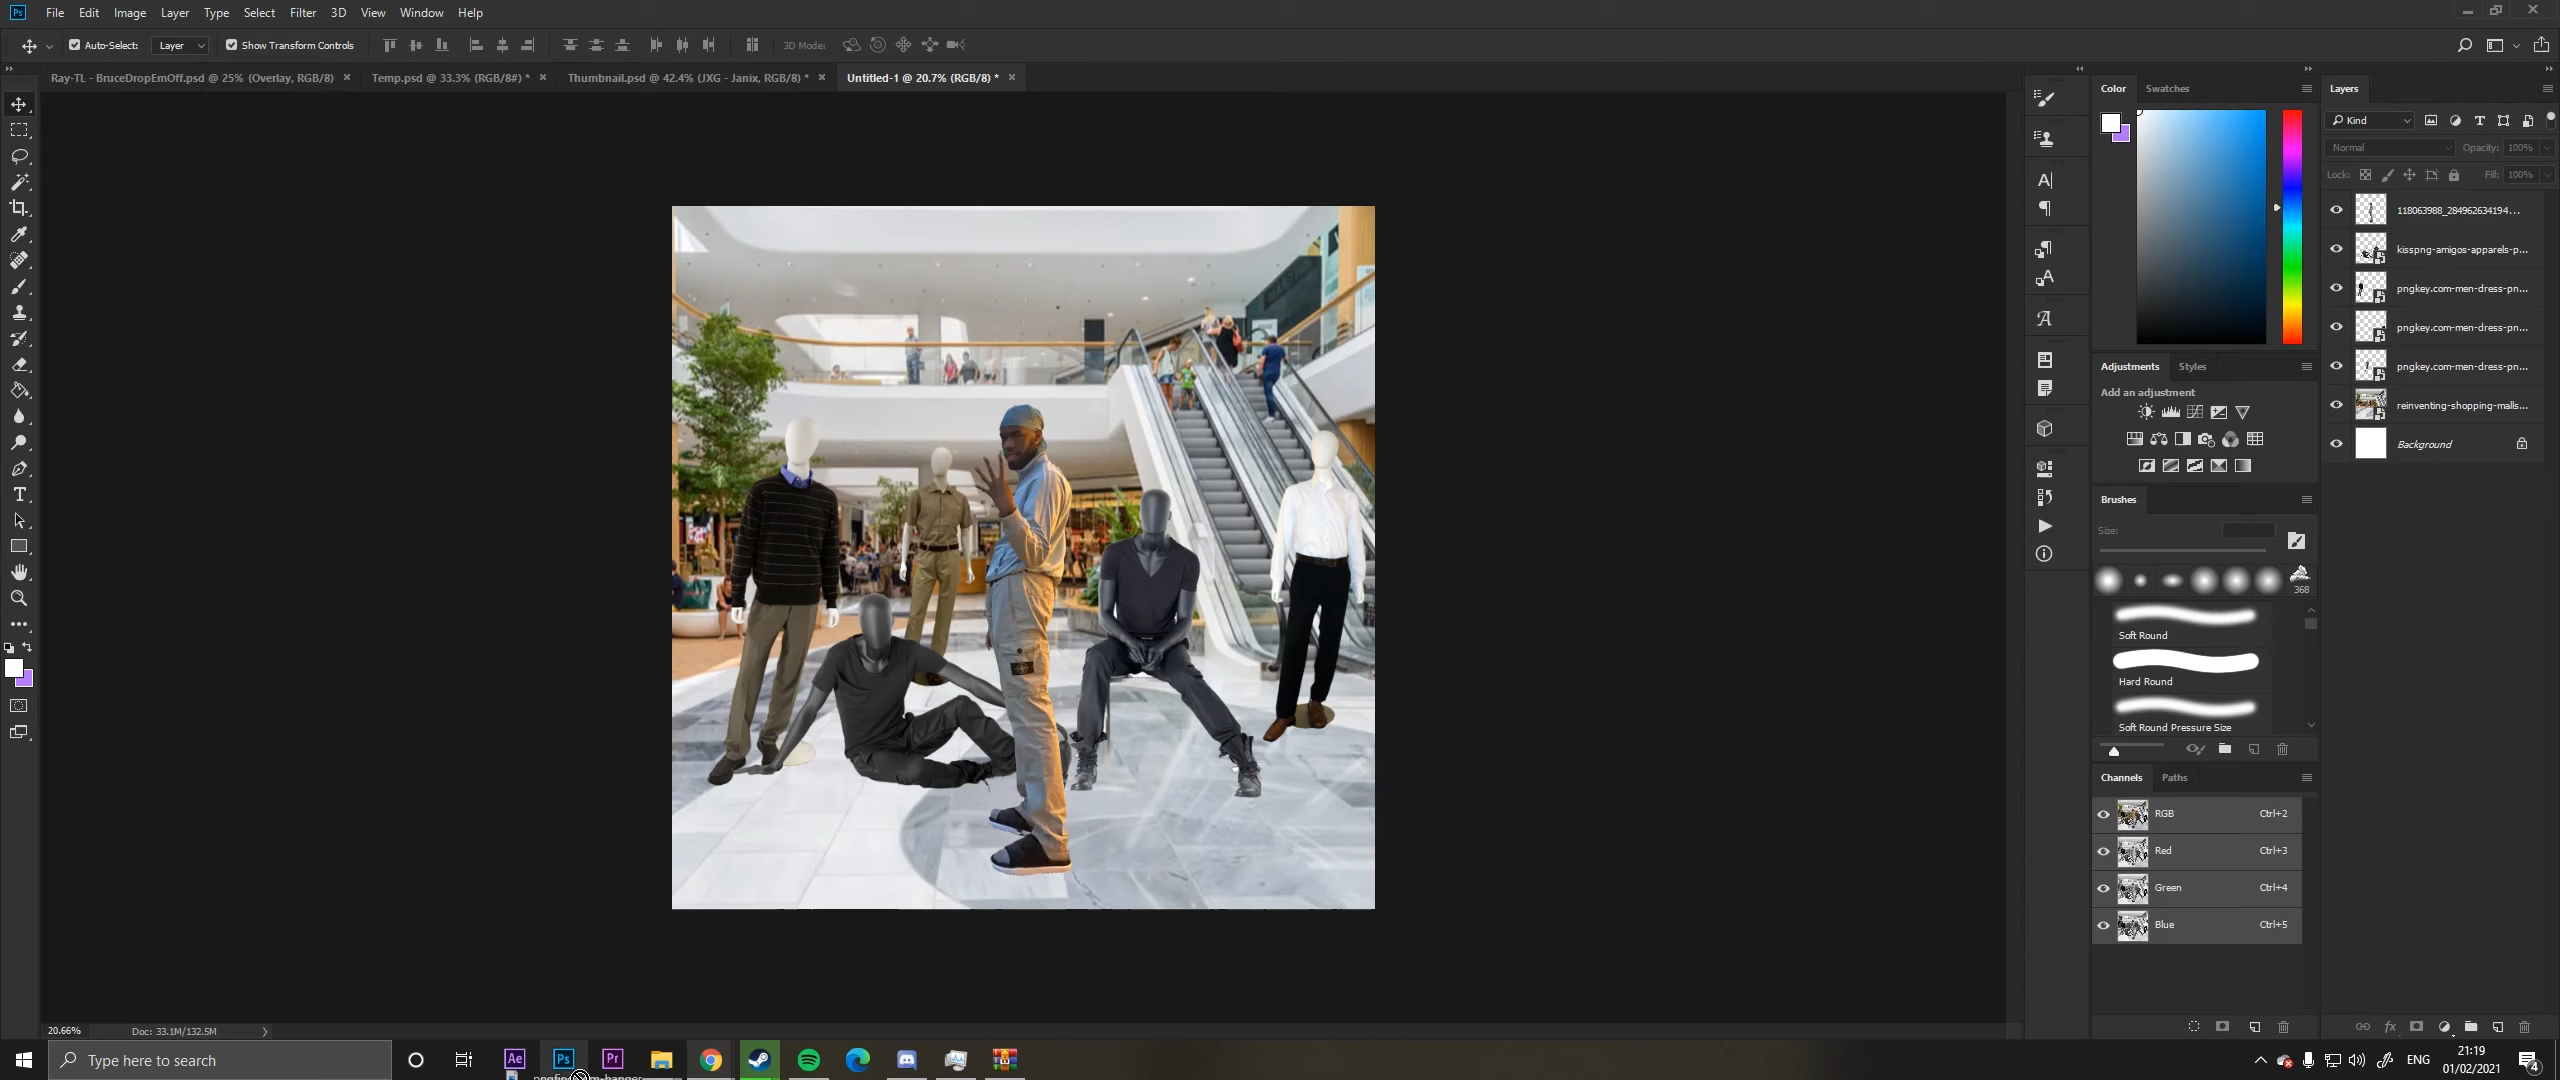 Ps File Edit Image Layer Type Select Filter 3D View Window Help
Auto-Select: Layer Show Transform Controls 3D Mode:
Ray-TL - BruceDropEmOff.psd @ 25% (Overlay, RGB/8) Temp.psd @ 33.3% (RGB/8#) * Thumbnail.psd @ 42.4% (JXG - Janix, RGB/8) * Untitled-1 @ 20.7% (RGB/8) *
Color Swatches
Layers
Kind
Normal Opacity: 100%
Lock: Fill: 100%
118063988_284962634194...
kisspng-amigos-apparels-p...
pngkey.com-men-dress-pn...
pngkey.com-men-dress-pn...
pngkey.com-men-dress-pn...
reinventing-shopping-malls...
Background
Adjustments Styles
Add an adjustment
Brushes
Size:
368
Soft Round
Hard Round
Soft Round Pressure Size
Channels Paths
RGB Ctrl+2
Red Ctrl+3
Green Ctrl+4
Blue Ctrl+5
20.66% Doc: 33.1M/132.5M
Type here to search
Ae Ps Pr
ENG
21:19
01/02/2021
4